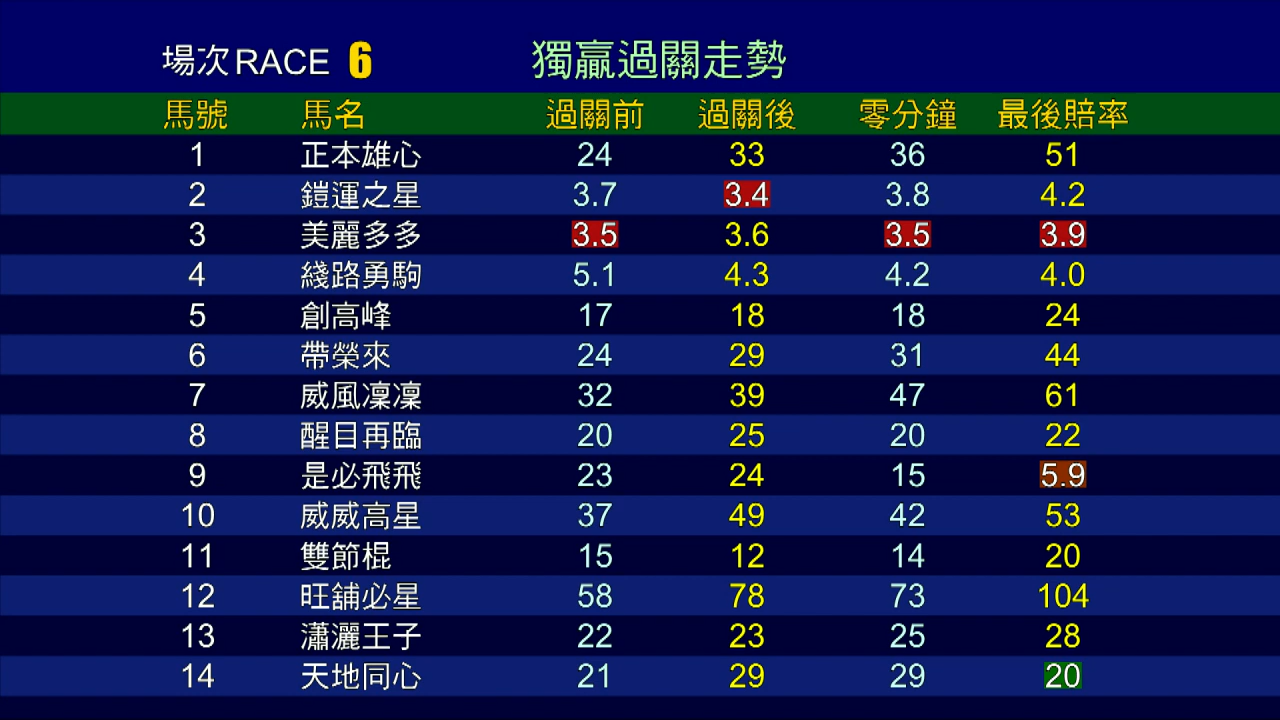 場次RACE 6 獨贏過關走勢
馬號 馬名 過關前 過關後 零分鐘 最後賠率
1 正本雄心 24 33 36 51
2 鎧運之星 3.7 3.4 3.8 4.2
3 美麗多多 3.5 3.6 3.5 3.9
4 綫路勇駒 5.1 4.3 4.2 4.0
5 創高峰 17 18 18 24
6 帶榮來 24 29 31 44
7 威風凜凜 32 39 47 61
8 醒目再臨 20 25 20 22
9 是必飛飛 23 24 15 5.9
10 威威高星 37 49 42 53
11 雙節棍 15 12 14 20
12 旺舖必星 58 78 73 104
13 瀟灑王子 22 23 25 28
14 天地同心 21 29 29 20